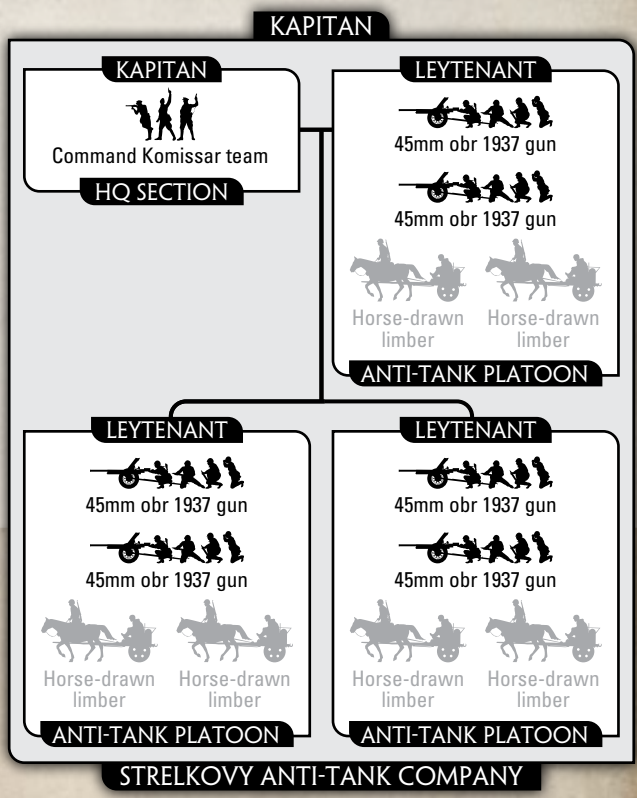 KAPITAN
KAPITAN
Command Komissar team
HQ SECTION
LEYTENANT
45mm obr 1937 gun
45mm obr 1937 gun
Horse-drawn limber
Horse-drawn limber
ANTI-TANK PLATOON
LEYTENANT
45mm obr 1937 gun
45mm obr 1937 gun
Horse-drawn limber
Horse-drawn limber
ANTI-TANK PLATOON
LEYTENANT
45mm obr 1937 gun
45mm obr 1937 gun
Horse-drawn limber
Horse-drawn limber
ANTI-TANK PLATOON
STRELKOVY ANTI-TANK COMPANY